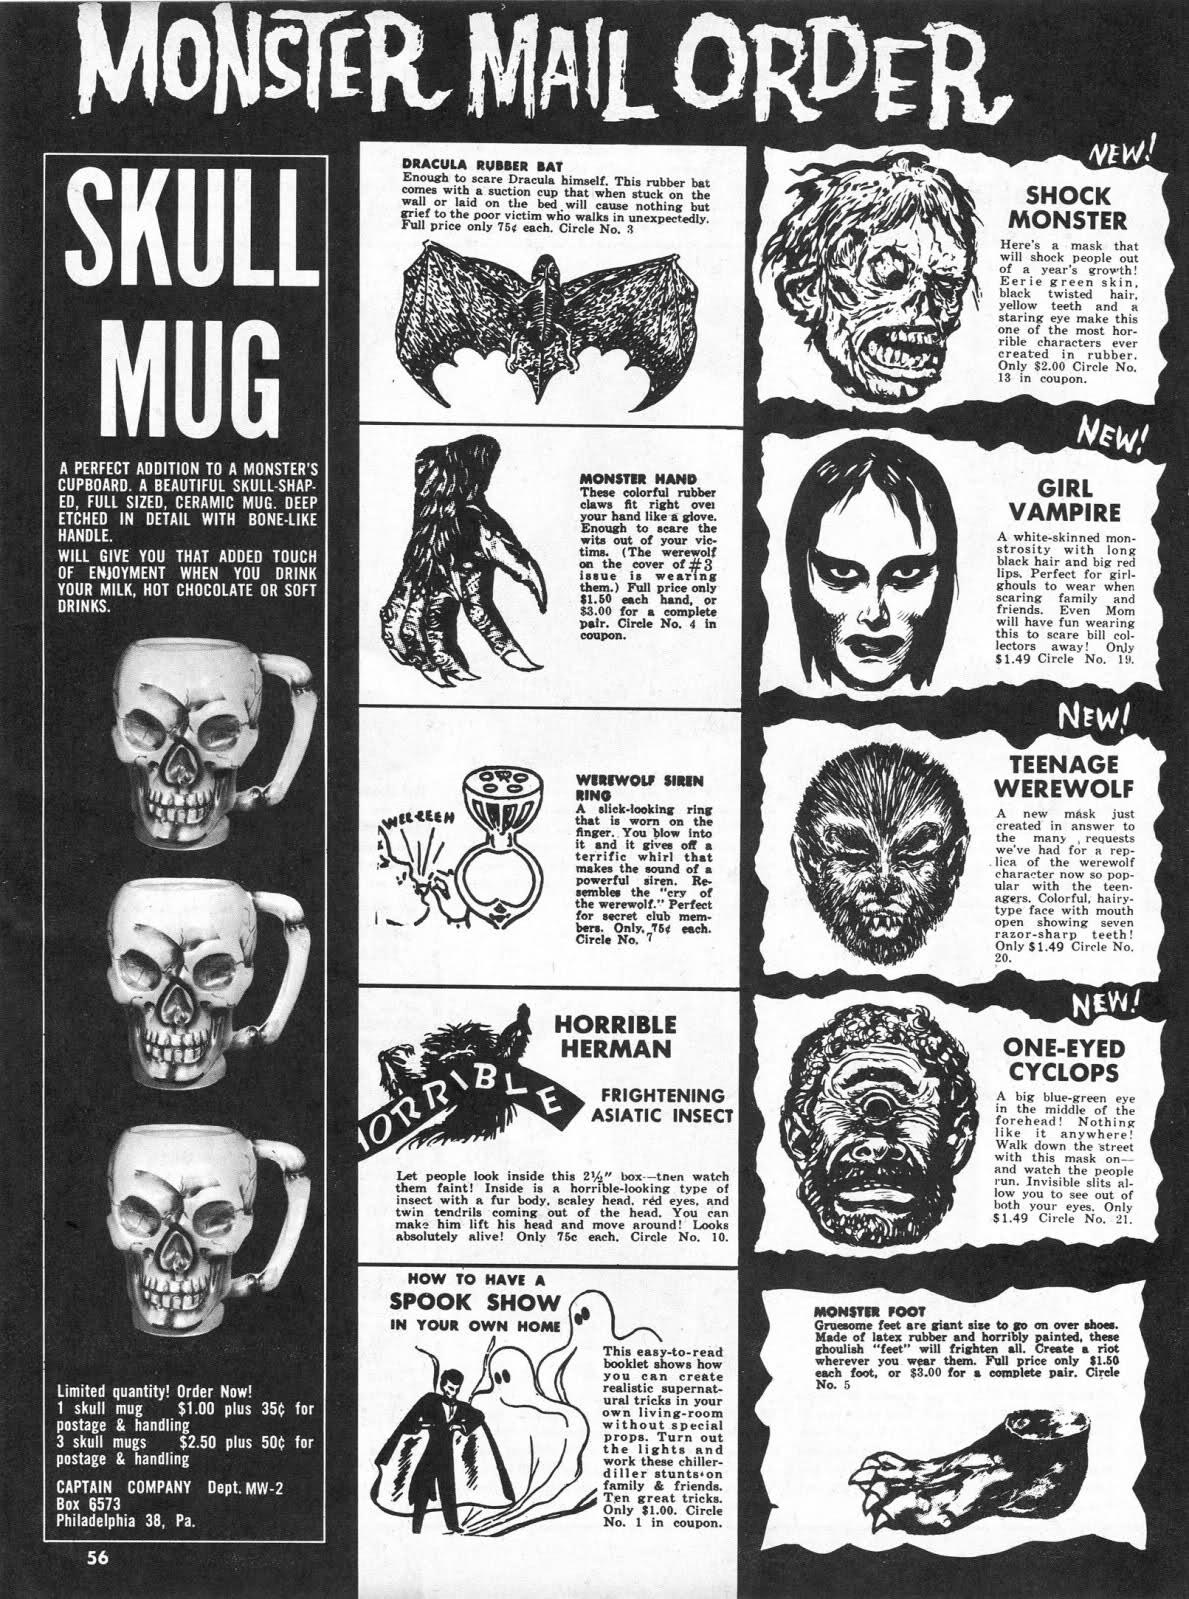 MONSTER MAIL ORDER
SKULL
MUG
A PERFECT ADDITION TO A MONSTER'S
CUPBOARD. A BEAUTIFUL SKULL-SHAP-
ED, FULL SIZED, CERAMIC MUG. DEEP
ETCHED IN DETAIL WITH BONE-LIKE
HANDLE.
WILL GIVE YOU THAT ADDED TOUCH
OF ENJOYMENT WHEN YOU DRINK
YOUR MILK, HOT CHOCOLATE OR SOFT
DRINKS.
Limited quantity! Order Now!
1 skull mug $1.00 plus 35¢ for
postage & handling
3 skull mugs $2.50 plus 50¢ for
postage & handling
CAPTAIN COMPANY Dept. MW-2
Box 6573
Philadelphia 38, Pa.
56
DRACULA RUBBER BAT
Enough to scare Dracula himself. This rubber bat
comes with a suction cup that when stuck on the
wall or laid on the bed will cause nothing but
grief to the poor victim who walks in unexpectedly.
Full price only 75¢ each. Circle No. 3
MONSTER HAND
These colorful rubber
claws fit right over
your hand like a glove.
Enough to scare the
wits out of your vic-
tims. (The werewolf
on the cover of #3
issue is wearing
them.) Full price only
$1.50 each hand, or
$3.00 for a complete
pair. Circle No. 4 in
coupon.
WEE-EEEH
WEREWOLF SIREN
RING
A slick-looking ring
that is worn on the
finger. You blow into
it and it gives off a
terrific whirl that
makes the sound of a
powerful siren. Re-
sembles the "cry of
the werewolf." Perfect
for secret club mem-
bers. Only 75¢ each.
Circle No. 7
HORRIBLE
HORRIBLE
HERMAN
FRIGHTENING
ASIATIC INSECT
Let people look inside this 2½" box—then watch
them faint! Inside is a horrible-looking type of
insect with a fur body, scaley head, red eyes, and
twin tendrils coming out of the head. You can
make him lift his head and move around! Looks
absolutely alive! Only 75c each. Circle No. 10.
HOW TO HAVE A
SPOOK SHOW
IN YOUR OWN HOME
This easy-to-read
booklet shows how
you can create
realistic supernat-
ural tricks in your
own living-room
without special
props. Turn out
the lights and
work these chiller-
diller stunts on
family & friends.
Ten great tricks.
Only $1.00. Circle
No. 1 in coupon.
NEW!
SHOCK
MONSTER
Here's a mask that
will shock people out
of a year's growth!
Eerie green skin,
black twisted hair,
yellow teeth and a
staring eye make this
one of the most hor-
rible characters ever
created in rubber.
Only $2.00 Circle No.
13 in coupon.
NEW!
GIRL
VAMPIRE
A white-skinned mon-
strosity with long
black hair and big red
lips. Perfect for girl-
ghouls to wear when
scaring family and
friends. Even Mom
will have fun wearing
this to scare bill col-
lectors away! Only
$1.49 Circle No. 19.
NEW!
TEENAGE
WEREWOLF
A new mask just
created in answer to
the many requests
we've had for a rep-
lica of the werewolf
character now so pop-
ular with the teen-
agers. Colorful, hairy-
type face with mouth
open showing seven
razor-sharp teeth!
Only $1.49 Circle No.
20.
NEW!
ONE-EYED
CYCLOPS
A big blue-green eye
in the middle of the
forehead! Nothing
like it anywhere!
Walk down the street
with this mask on—
and watch the people
run. Invisible slits al-
low you to see out of
both your eyes. Only
$1.49 Circle No. 21.
MONSTER FOOT
Gruesome feet are giant size to go on over shoes.
Made of latex rubber and horribly painted, these
ghoulish "feet" will frighten all. Create a riot
wherever you wear them. Full price only $1.50
each foot, or $3.00 for a complete pair. Circle
No. 5